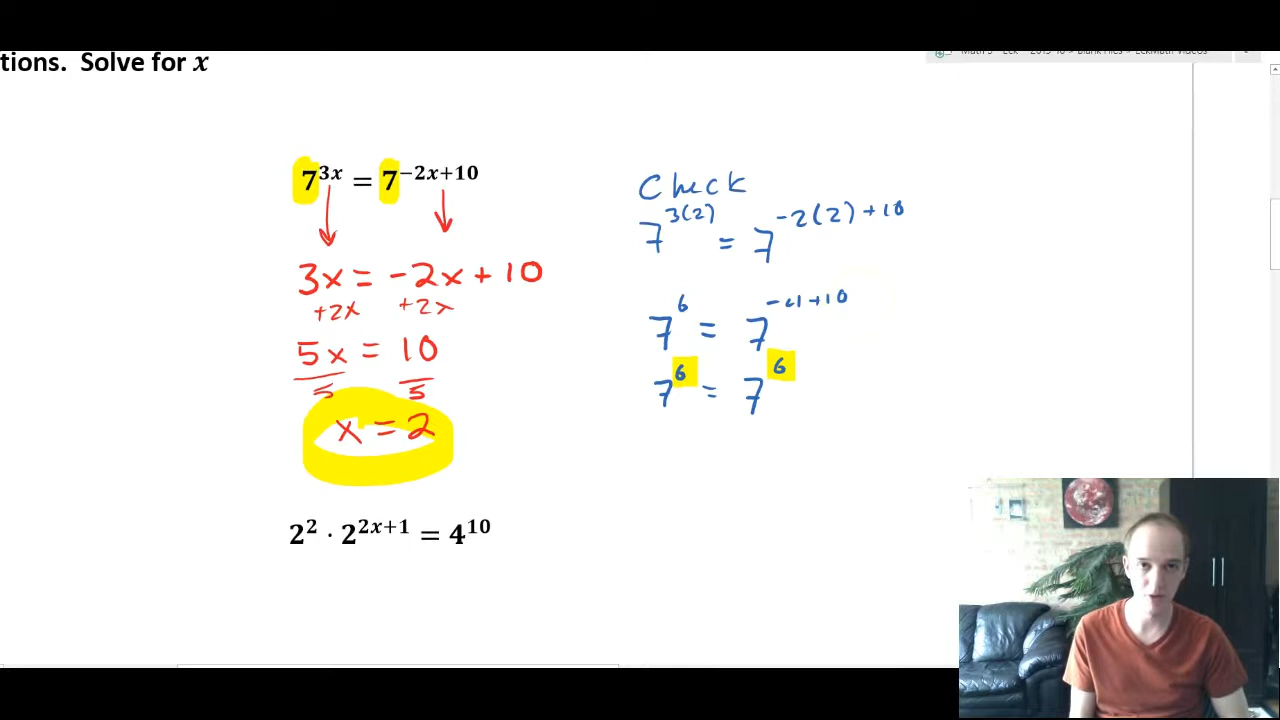 tions. Solve for x
7^{3x} = 7^{-2x+10}
3x = -2x + 10
+2x +2x
5x = 10
5 5
x = 2
Check
7^{3(2)} = 7^{-2(2)+10}
7^6 = 7^{-4+10}
7^6 = 7^6
2^2 · 2^{2x+1} = 4^{10}